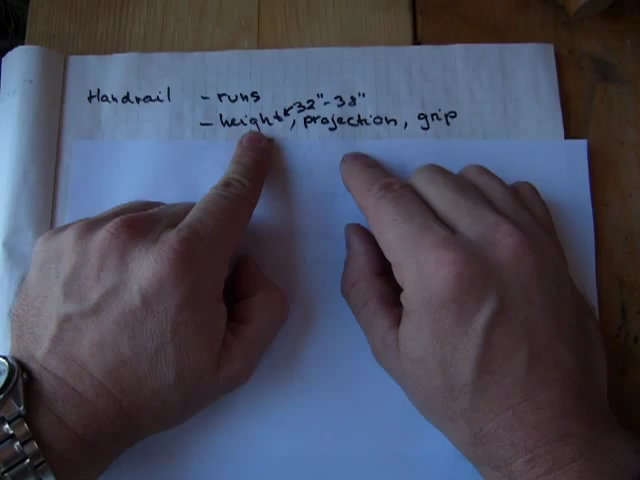 Handrail - runs
32"-38"
- height, projection, grip